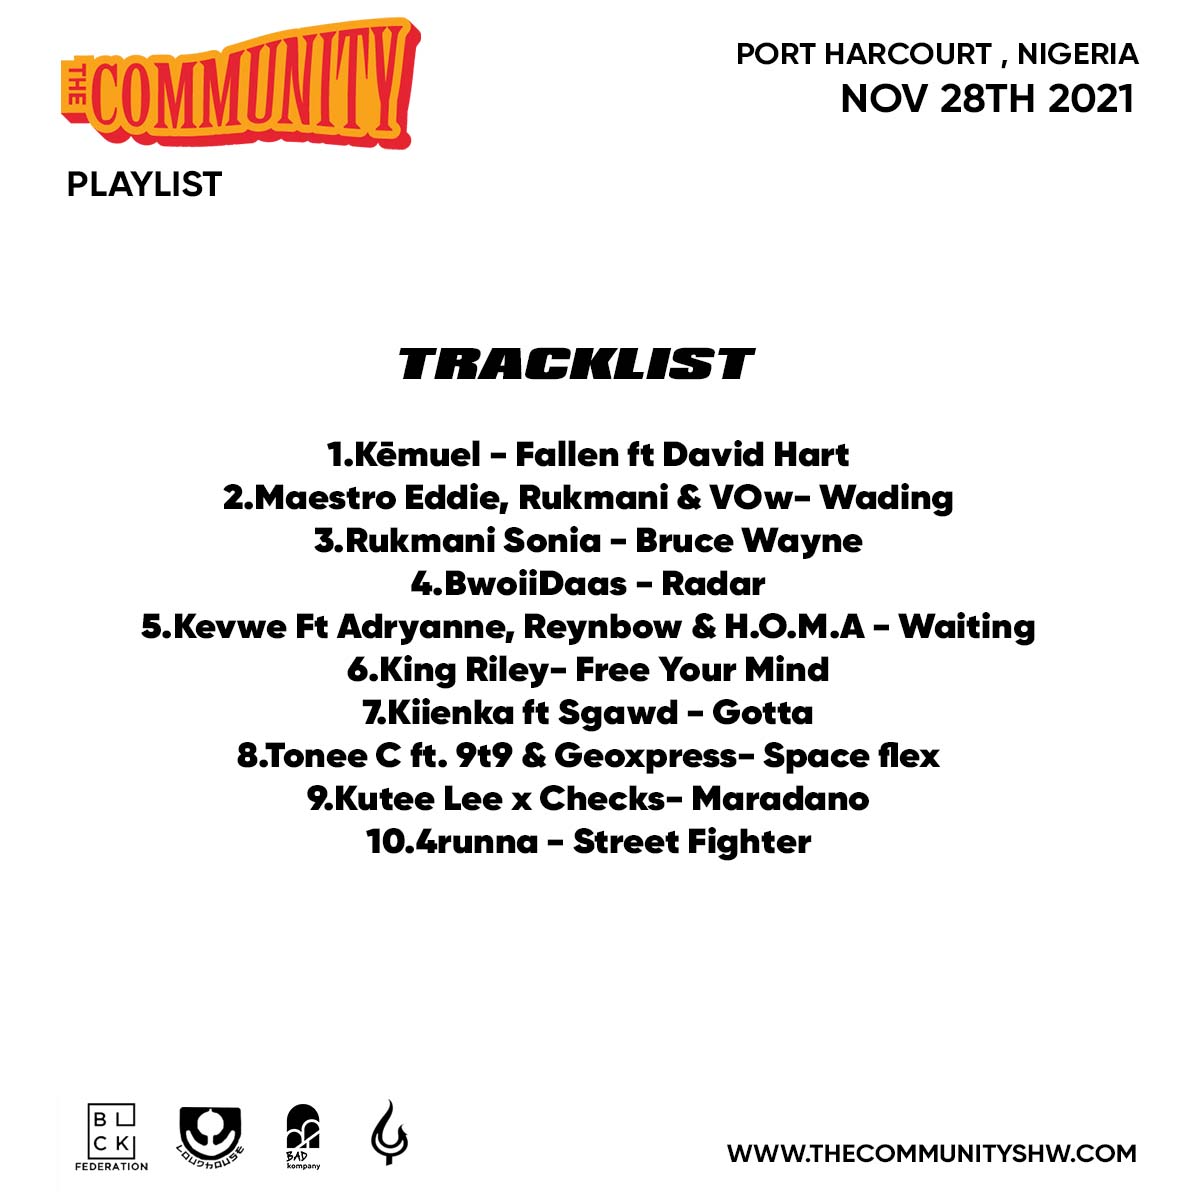 THE COMMUNITY
PORT HARCOURT , NIGERIA
NOV 28TH 2021
PLAYLIST
TRACKLIST
1.Kēmuel - Fallen ft David Hart
2.Maestro Eddie, Rukmani & VOw- Wading
3.Rukmani Sonia - Bruce Wayne
4.BwoiiDaas - Radar
5.Kevwe Ft Adryanne, Reynbow & H.O.M.A - Waiting
6.King Riley- Free Your Mind
7.Kiienka ft Sgawd - Gotta
8.Tonee C ft. 9t9 & Geoxpress- Space flex
9.Kutee Lee x Checks- Maradano
10.4runna - Street Fighter
BL
CK
FEDERATION
LOUDHOUSE
BAD
kompany
WWW.THECOMMUNITYSHW.COM